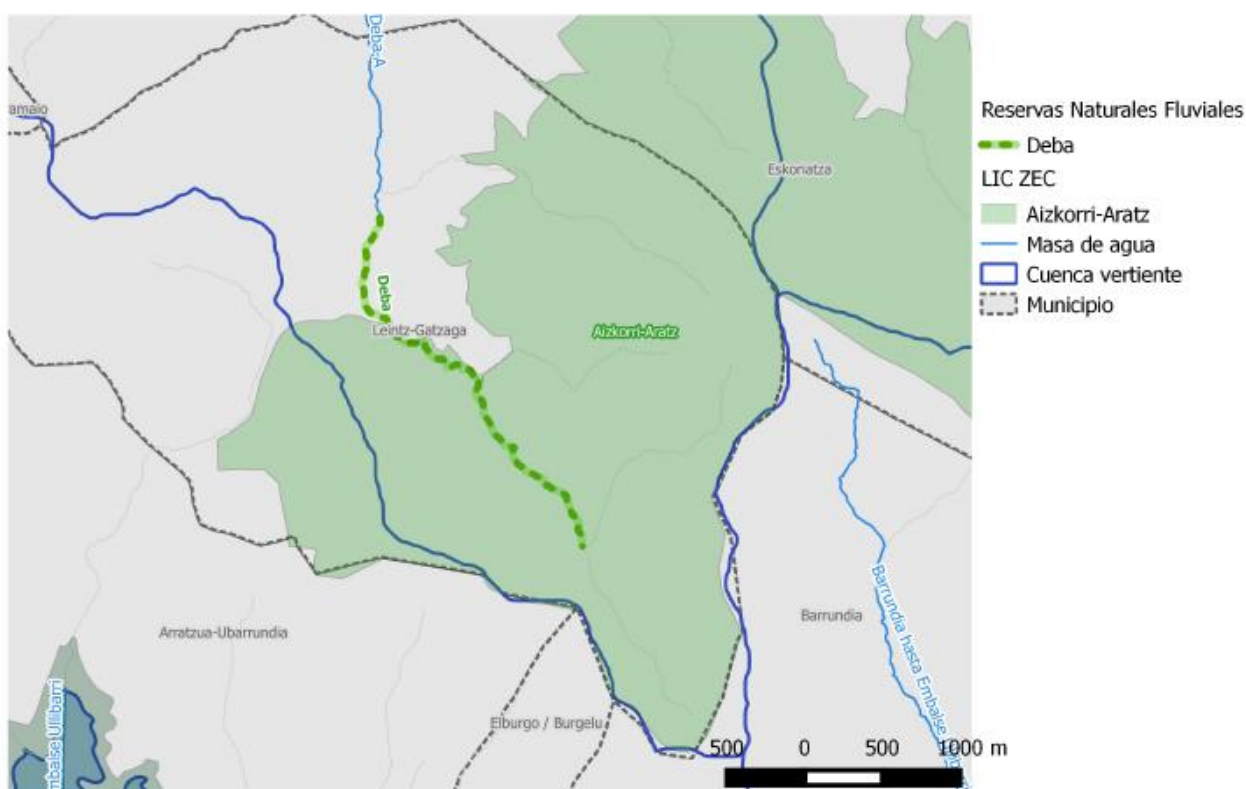 Deba-A
amaio
Eskonatza
Deba
Leintz-Gatzaga
Aizkorri-Aratz
Arratzua-Ubarrundia
Barrundia
Barrundia hasta Embalse
Elburgo / Burgelu
mbalse Ullibarri
500 0 500 1000 m
Reservas Naturales Fluviales
Deba
LIC ZEC
Aizkorri-Aratz
Masa de agua
Cuenca vertiente
Municipio